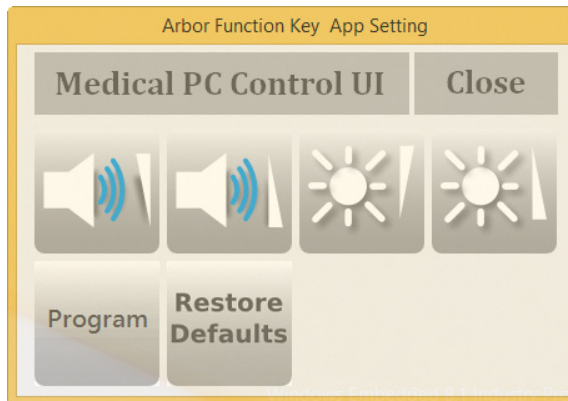 Arbor Function Key App Setting
Medical PC Control UI
Close
Program
Restore
Defaults